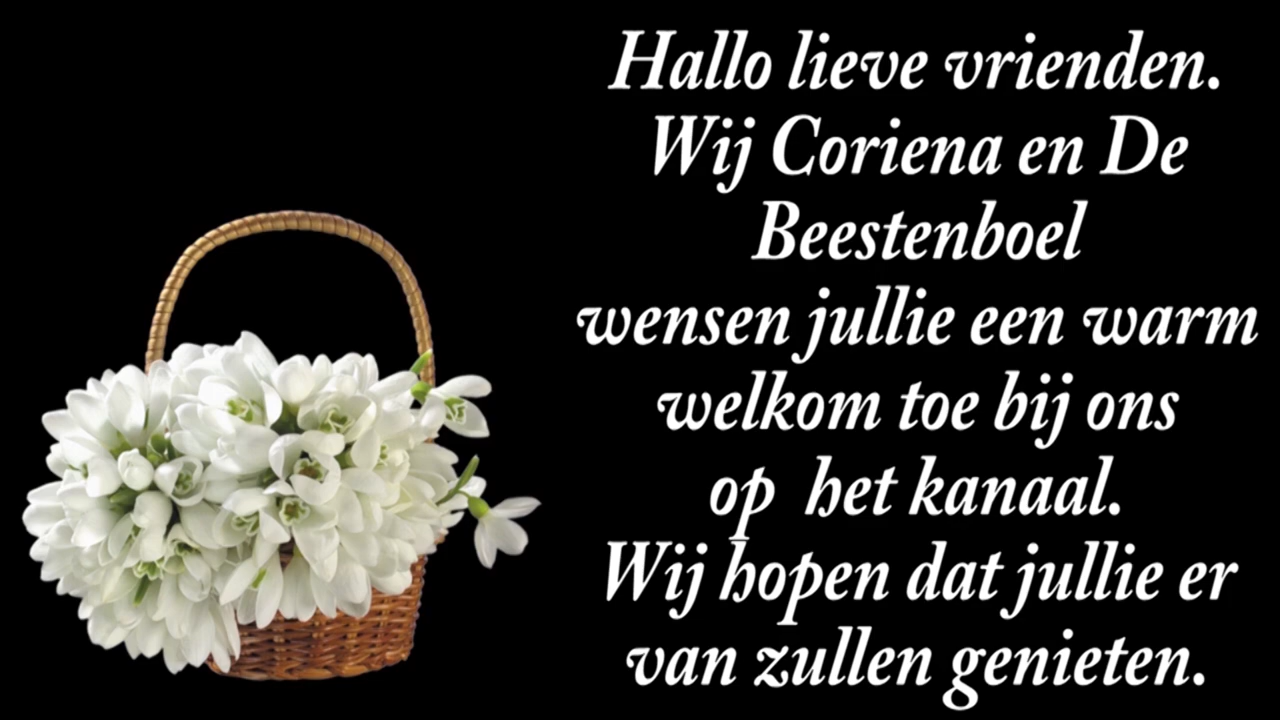 Hallo lieve vrienden.
Wij Coriena en De
Beestenboel
wensen jullie een warm
welkom toe bij ons
op het kanaal.
Wij hopen dat jullie er
van zullen genieten.